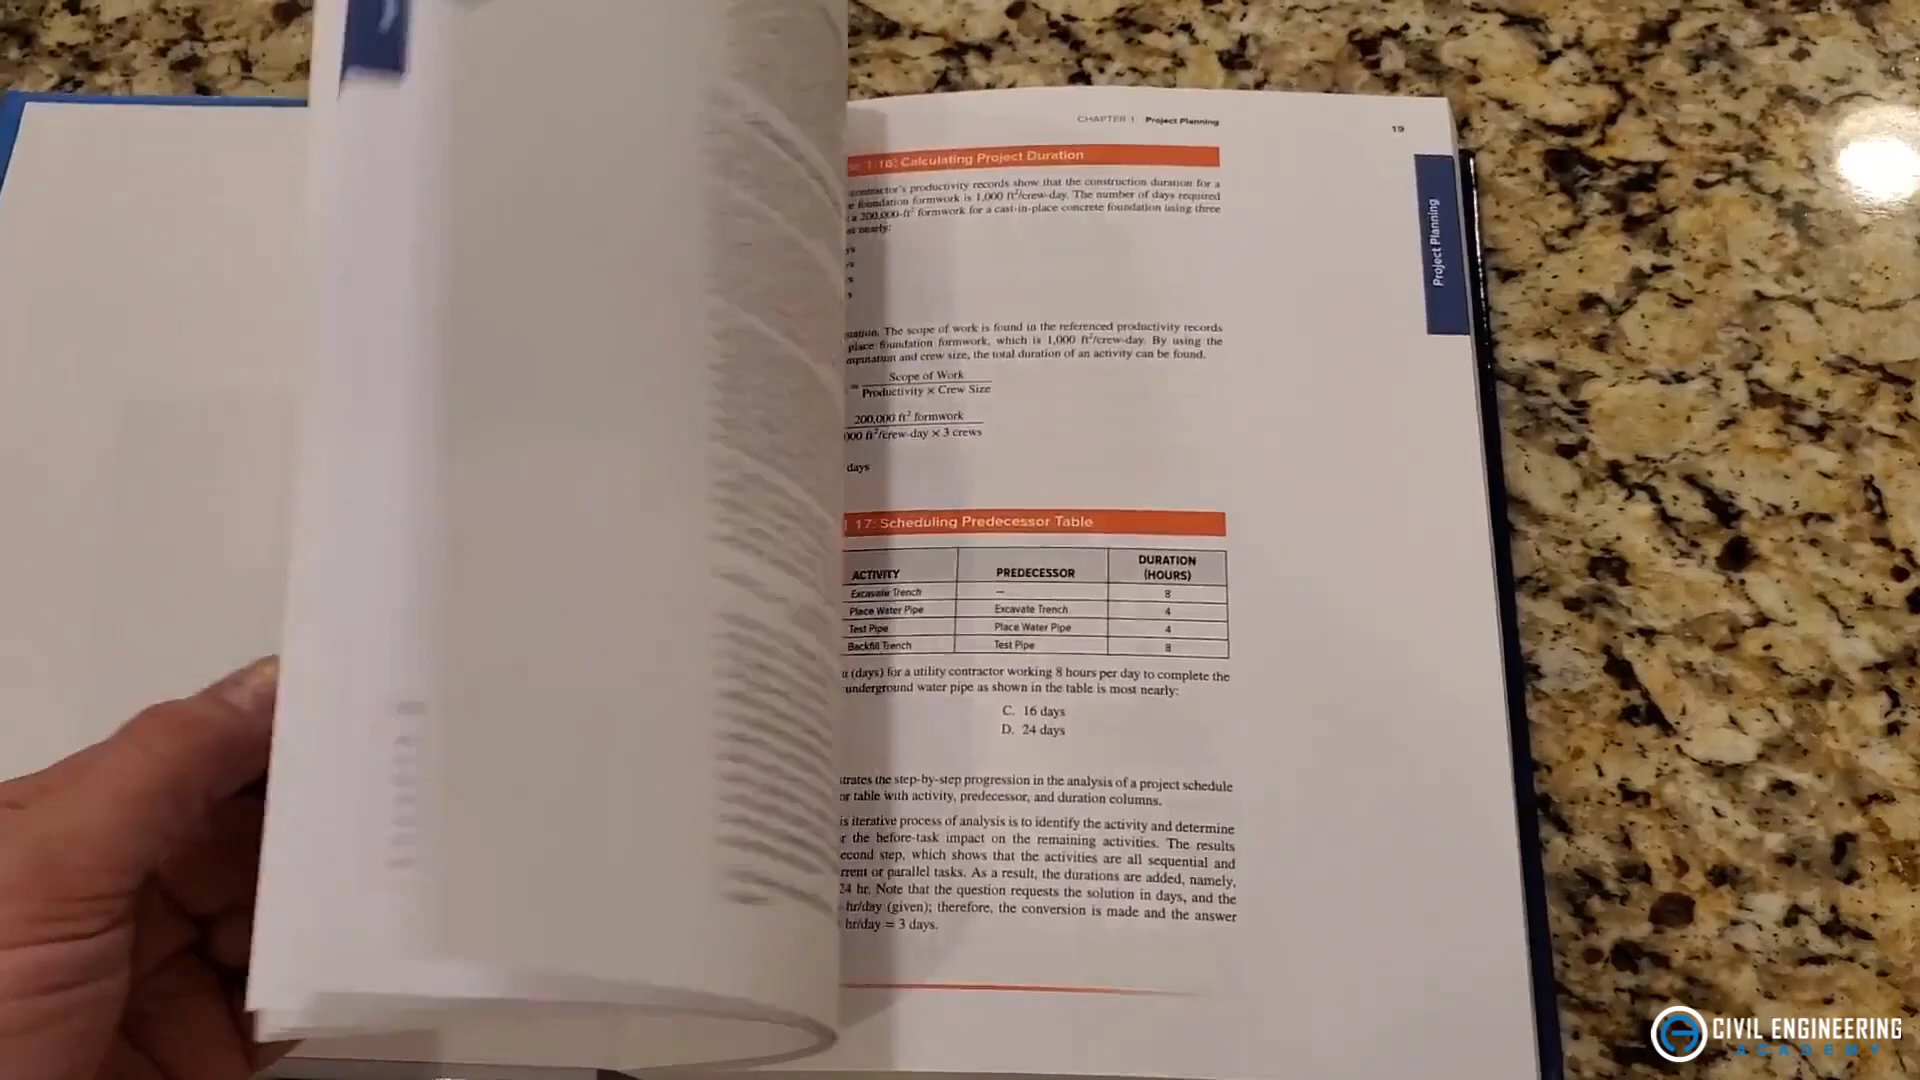 CHAPTER 1 Project Planning
19
1 16: Calculating Project Duration
contractor's productivity records show that the construction duration for a
foundation formwork is 1,000 ft²/crew-day. The number of days required
a 200,000-ft² formwork for a cast-in-place concrete foundation using three
nearly:
Project Planning
The scope of work is found in the referenced productivity records
place foundation formwork, which is 1,000 ft²/crew-day. By using the
and crew size, the total duration of an activity can be found.
= Scope of Work
Productivity × Crew Size
200,000 ft² formwork
000 ft²/crew-day × 3 crews
days
17: Scheduling Predecessor Table
ACTIVITY PREDECESSOR DURATION (HOURS)
Excavate Trench — 8
Place Water Pipe Excavate Trench 4
Test Pipe Place Water Pipe 4
Backfill Trench Test Pipe 8
(days) for a utility contractor working 8 hours per day to complete the
underground water pipe as shown in the table is most nearly:
C. 16 days
D. 24 days
trates the step-by-step progression in the analysis of a project schedule
or table with activity, predecessor, and duration columns.
is iterative process of analysis is to identify the activity and determine
r the before-task impact on the remaining activities. The results
econd step, which shows that the activities are all sequential and
rrent or parallel tasks. As a result, the durations are added, namely,
24 hr. Note that the question requests the solution in days, and the
hr/day (given); therefore, the conversion is made and the answer
hr/day = 3 days.
CIVIL ENGINEERING
ACADEMY